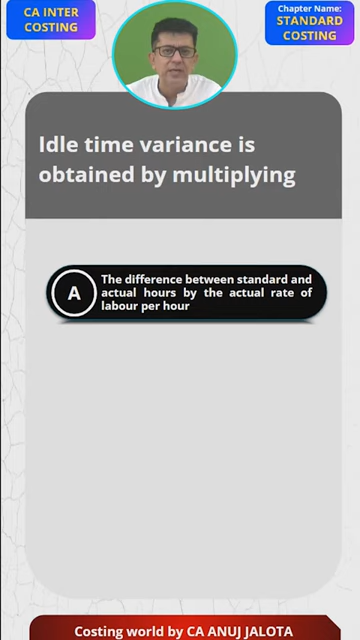 CA INTER
COSTING
Chapter Name:
STANDARD
COSTING
Idle time variance is
obtained by multiplying
A
The difference between standard and
actual hours by the actual rate of
labour per hour
Costing world by CA ANUJ JALOTA